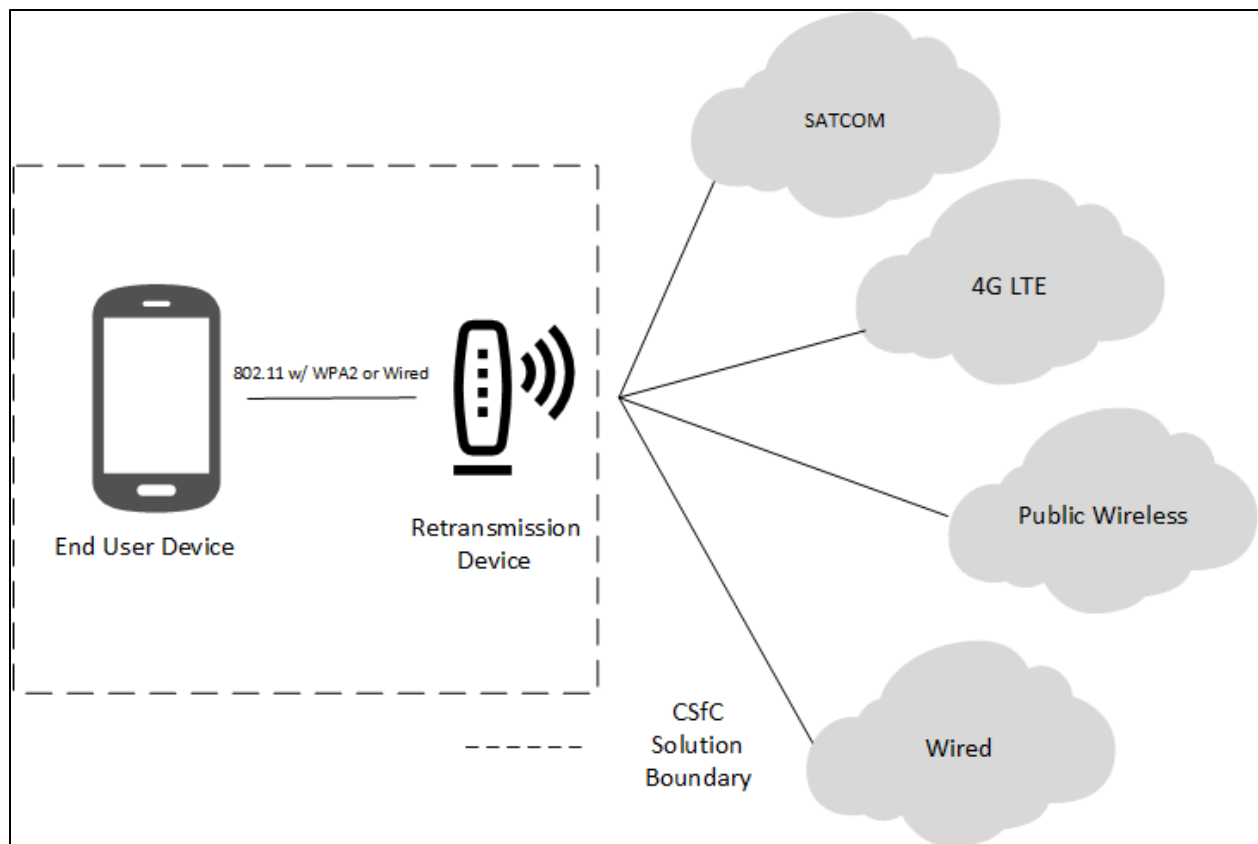 SATCOM
4G LTE
802.11 w/ WPA2 or Wired
Public Wireless
End User Device
Retransmission
Device
CSfC
Solution
Boundary
Wired